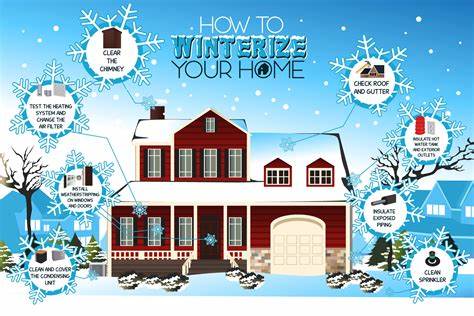 HOW TO
WINTERIZE
YOUR HOME
CLEAR
THE
CHIMNEY
TEST THE HEATING
SYSTEM AND
CHANGE THE
AIR FILTER
INSTALL
WEATHERSTRIPPING
ON WINDOWS
AND DOORS
CLEAN AND COVER
THE CONDENSING
UNIT
CHECK ROOF
AND GUTTER
INSULATE HOT
WATER TANK
AND EXTERIOR
OUTLETS
INSULATE
EXPOSED
PIPING
CLEAN
SPRINKLER